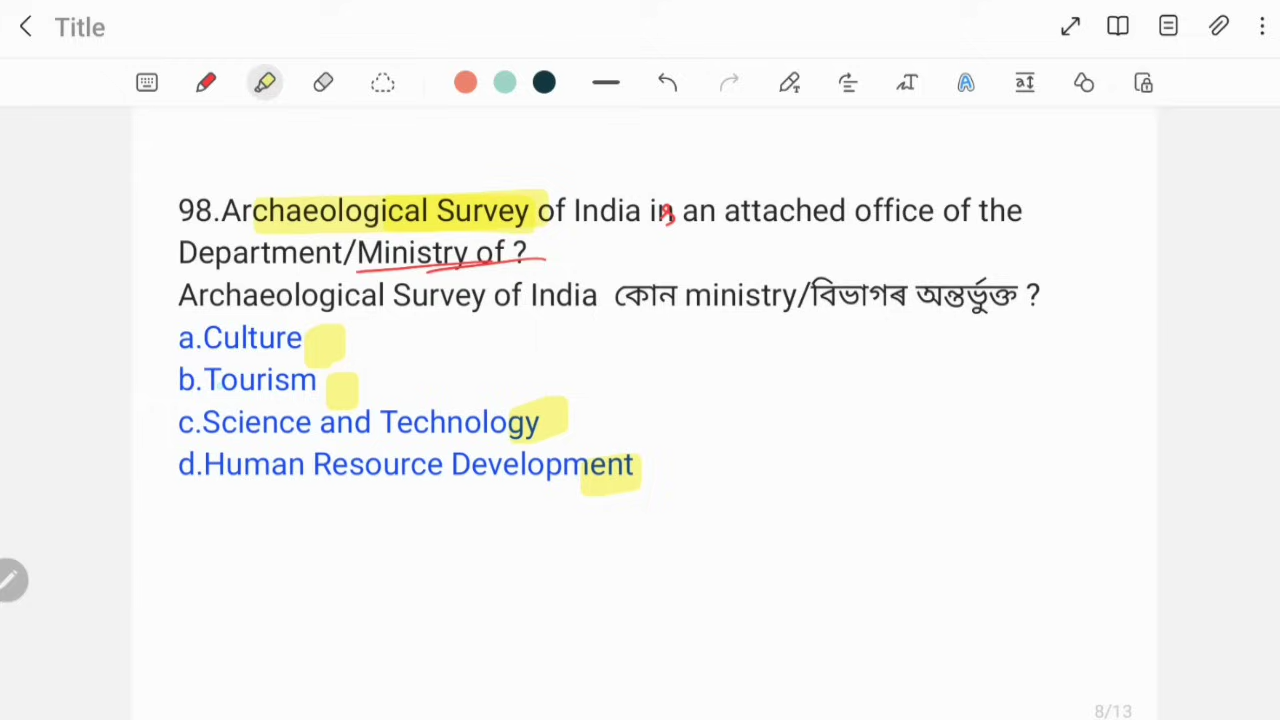 Title
98.Archaeological Survey of India in an attached office of the
Department/Ministry of ?
Archaeological Survey of India কোন ministry/বিভাগৰ অন্তৰ্ভুক্ত ?
a.Culture
b.Tourism
c.Science and Technology
d.Human Resource Development
8/13